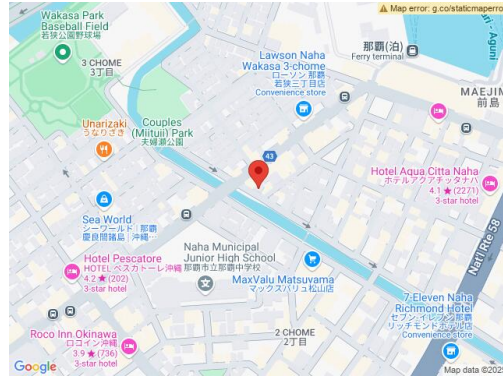 Map error: g.co/staticmaperro
Wakasa Park
Baseball Field
若狭公園野球場
3 CHOME
3丁目
Lawson Naha
Wakasa 3-chome
ローソン 那覇
若狭三丁目店
Convenience store
那覇(泊)
Ferry terminal
- Aguni
MAEJIM
前島
Unarizaki
うなりざき
Couples
(Miituii) Park
夫婦瀬公園
43
Hotel Aqua Citta Naha
ホテルアクアチッタナハ
4.1 ★ (2271)
3-star hotel
Sea World
シーワールド | 那覇
慶良間諸島 | 沖縄...
Nat'l Rte 58
Naha Municipal
Junior High School
那覇市立那覇中学校
Hotel Pescatore
HOTEL ペスカトーレ沖縄
4.2 ★ (202)
3-star hotel
MaxValu Matsuyama
マックスバリュ松山店
7-Eleven Naha
Richmond Hotel
セブン-イレブン 那覇
リッチモンドホテル店
Convenience store
Roco Inn Okinawa
ロコイン沖縄
3.9 ★ (736)
3-star hotel
2 CHOME
2丁目
Google
Map data ©202